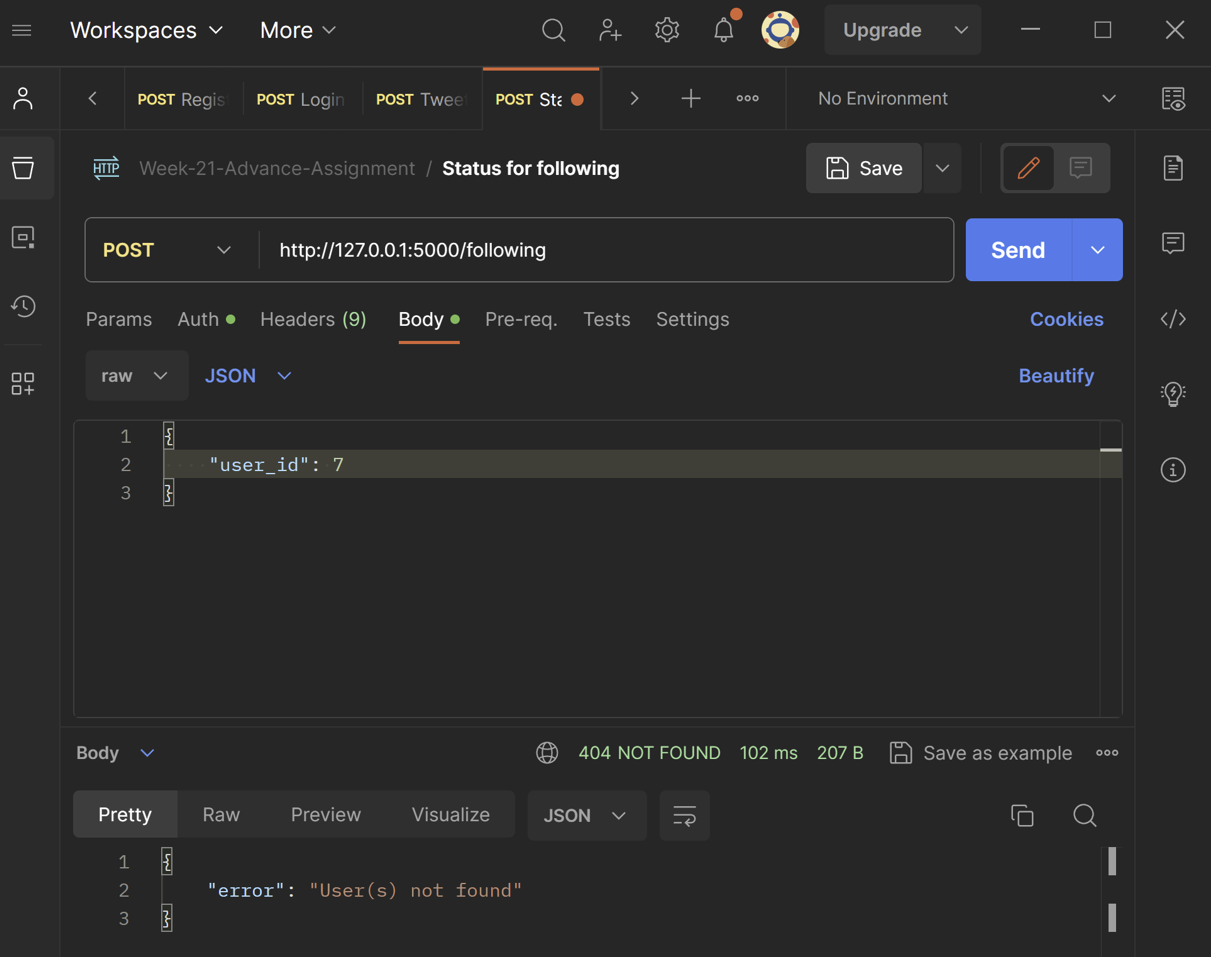 Workspaces More Upgrade
POST Regis POST Login POST Twee POST Sta No Environment
HTTP Week-21-Advance-Assignment / Status for following Save
POST http://127.0.0.1:5000/following Send
Params Auth Headers (9) Body Pre-req. Tests Settings Cookies
raw JSON Beautify
1 {
2 "user_id": 7
3 }
Body 404 NOT FOUND 102 ms 207 B Save as example
Pretty Raw Preview Visualize JSON
1 {
2 "error": "User(s) not found"
3 }